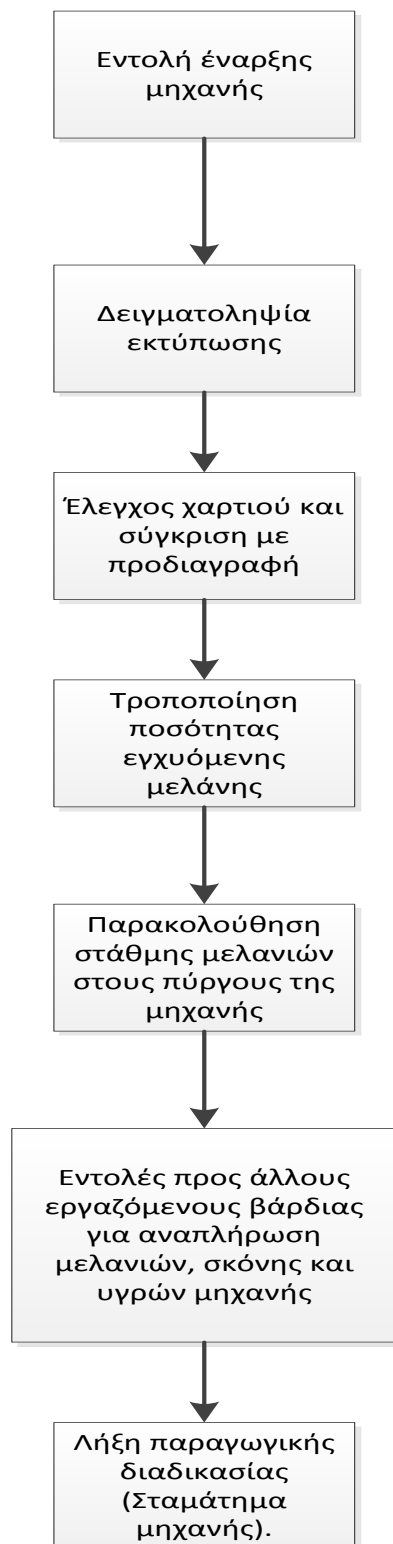 Εντολή έναρξης
μηχανής
Δειγματοληψία
εκτύπωσης
Έλεγχος χαρτιού και
σύγκριση με
προδιαγραφή
Τροποποίηση
ποσότητας
εγχυόμενης
μελάνης
Παρακολούθηση
στάθμης μελανιών
στους πύργους της
μηχανής
Εντολές προς άλλους
εργαζόμενους βάρδιας
για αναπλήρωση
μελανιών, σκόνης και
υγρών μηχανής
Λήξη παραγωγικής
διαδικασίας
(Σταμάτημα
μηχανής).